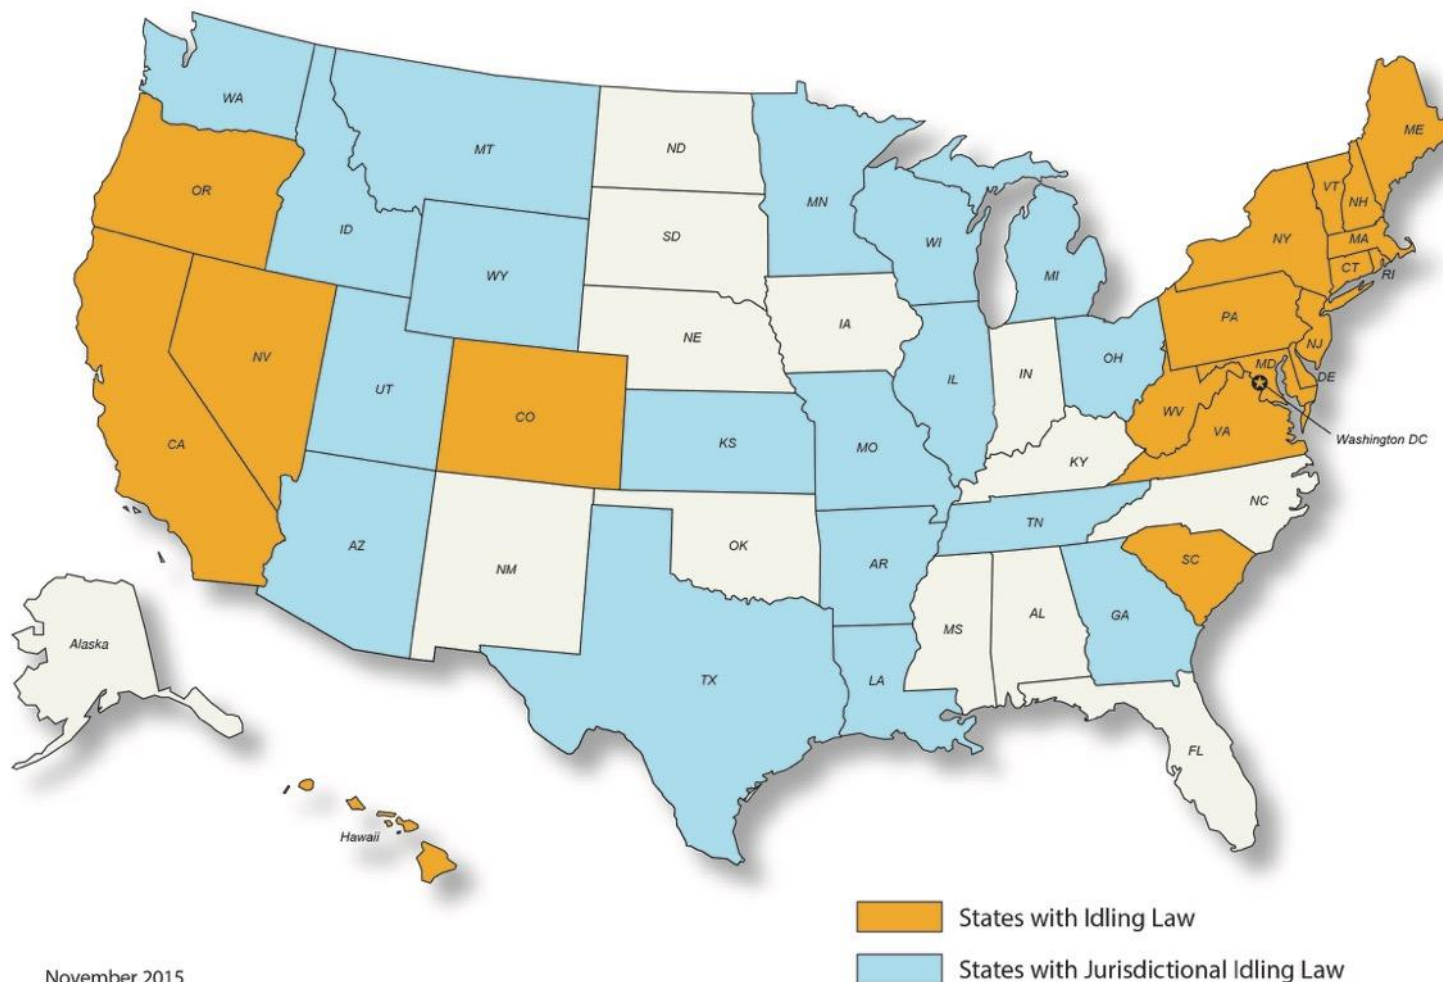 WA
ME
ND
MT
VT
OR
NH
MN
ID
SD
WI
NY
MA
CT
RI
WY
MI
PA
IA
NE
NJ
NV
OH
MD
IN
DE
UT
IL
CO
WV
VA
CA
KS
MO
Washington DC
KY
NC
TN
AZ
OK
SC
NM
AR
GA
AL
MS
Alaska
TX
LA
FL
Hawaii
States with Idling Law
States with Jurisdictional Idling Law
November 2015